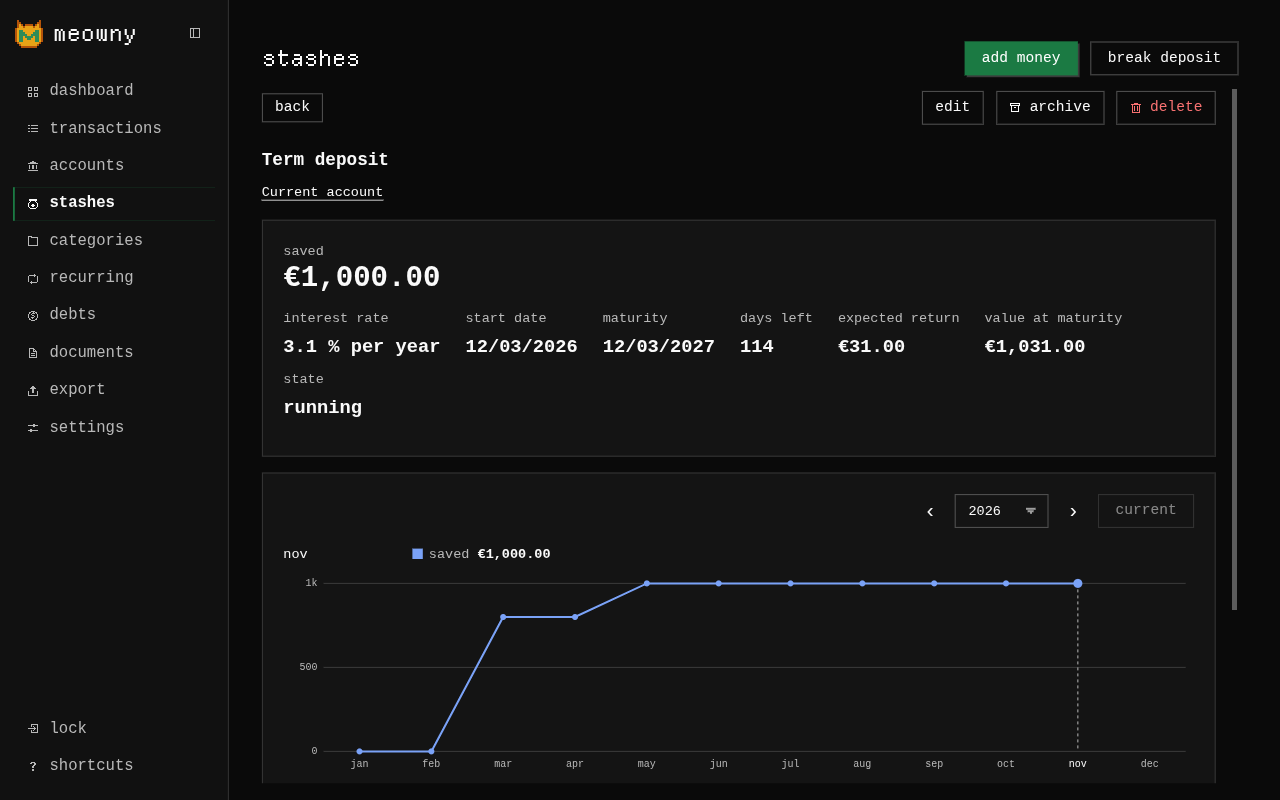 meowny
dashboard
transactions
accounts
stashes
categories
recurring
debts
documents
export
settings
lock
shortcuts
stashes
add money
break deposit
back
edit
archive
delete
Term deposit
Current account
saved
€1,000.00
interest rate start date maturity days left expected return value at maturity
3.1 % per year 12/03/2026 12/03/2027 114 €31.00 €1,031.00
state
running
‹ 2026 › current
nov saved €1,000.00
1k
500
0
jan feb mar apr may jun jul aug sep oct nov dec